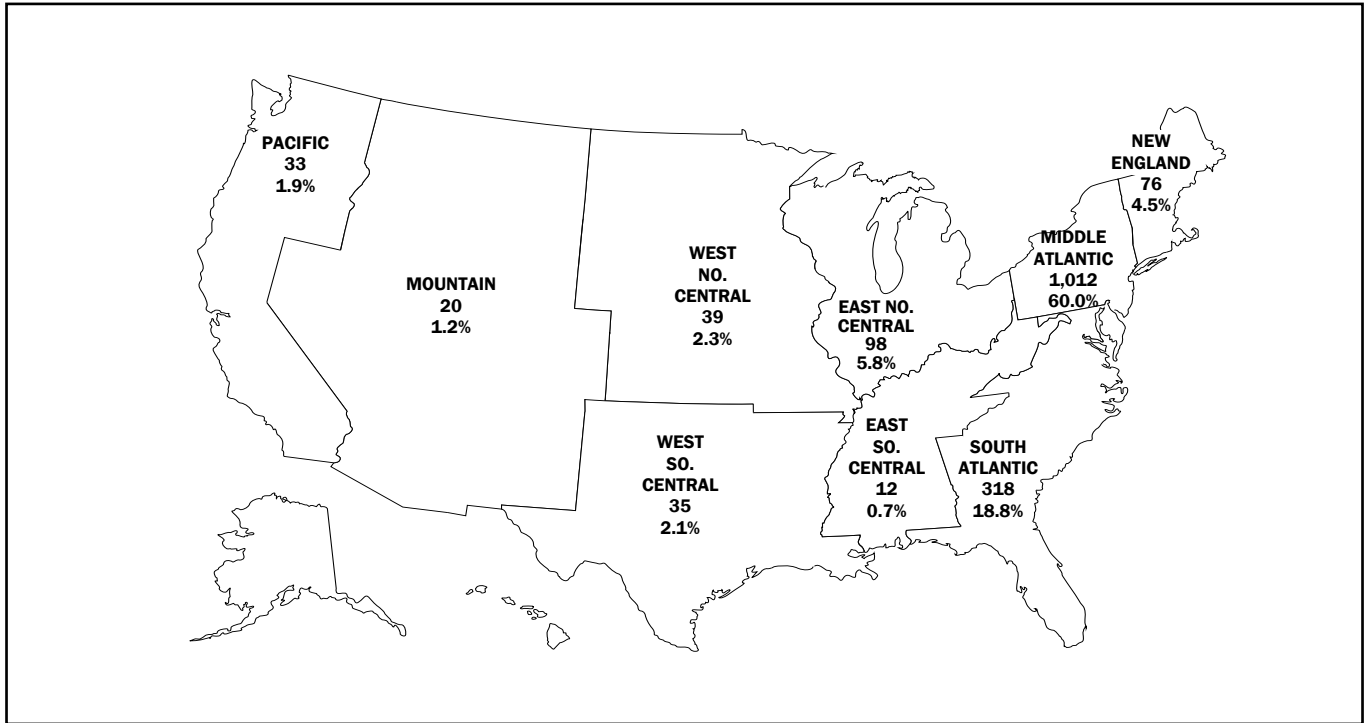 PACIFIC
33
1.9%
MOUNTAIN
20
1.2%
WEST
NO.
CENTRAL
39
2.3%
WEST
SO.
CENTRAL
35
2.1%
EAST NO.
CENTRAL
98
5.8%
EAST
SO.
CENTRAL
12
0.7%
SOUTH
ATLANTIC
318
18.8%
MIDDLE
ATLANTIC
1,012
60.0%
NEW
ENGLAND
76
4.5%